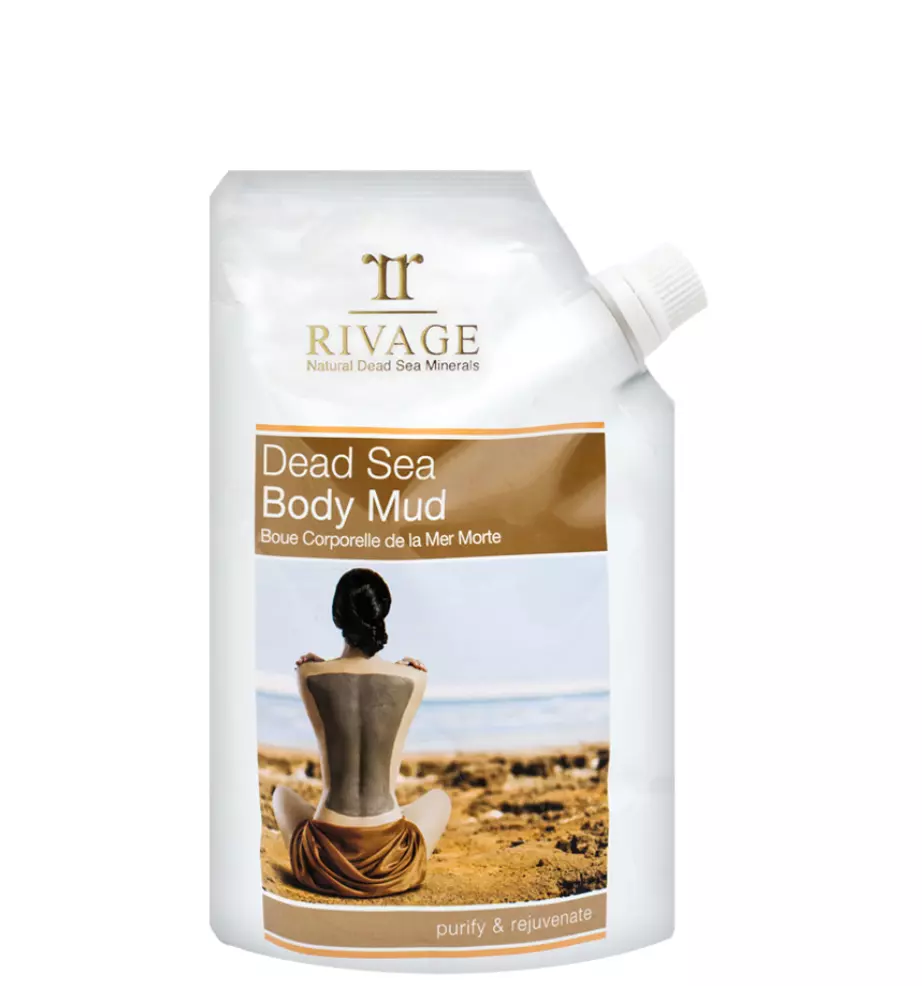 RIVAGE
Natural Dead Sea Minerals
Dead Sea
Body Mud
Boue Corporelle de la Mer Morte
purify & rejuvenate